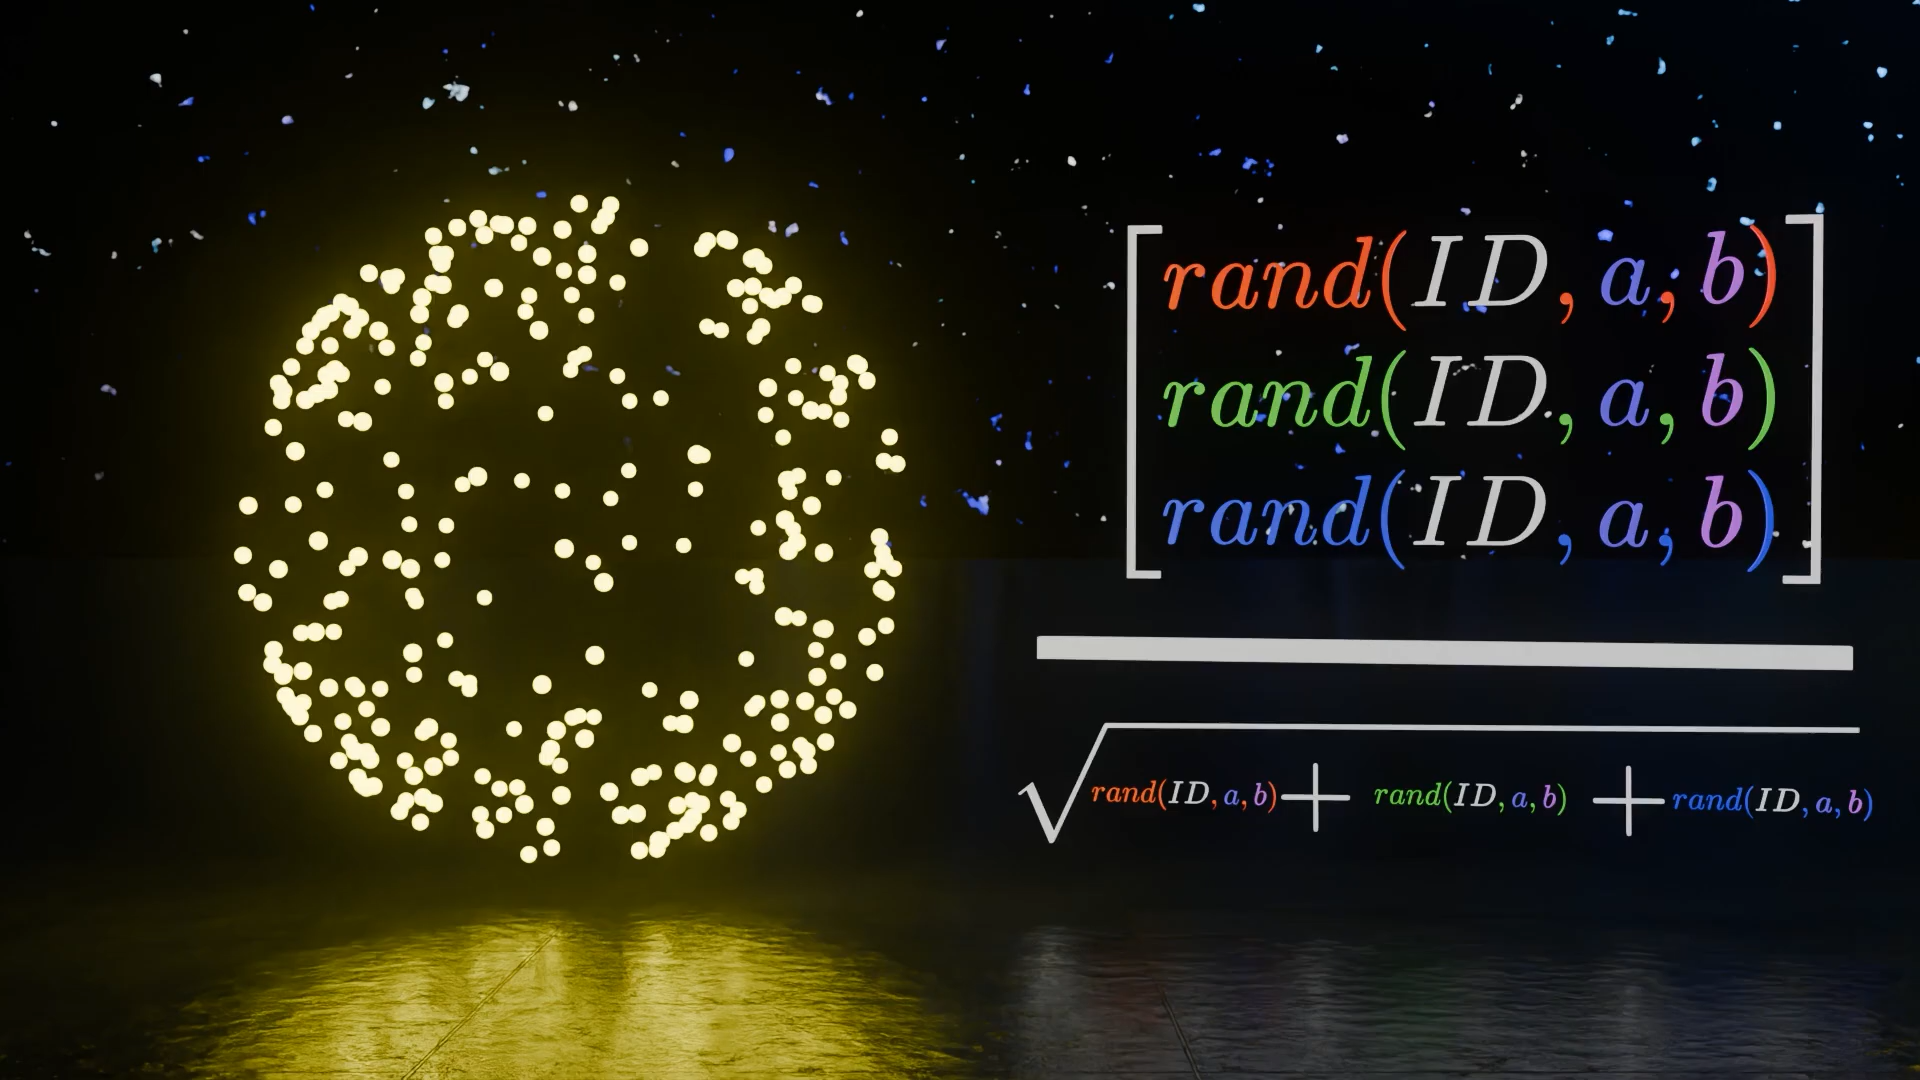 rand(ID, a, b)
rand(ID, a, b)
rand(ID, a, b)
√ rand(ID, a, b) + rand(ID, a, b) + rand(ID, a, b)